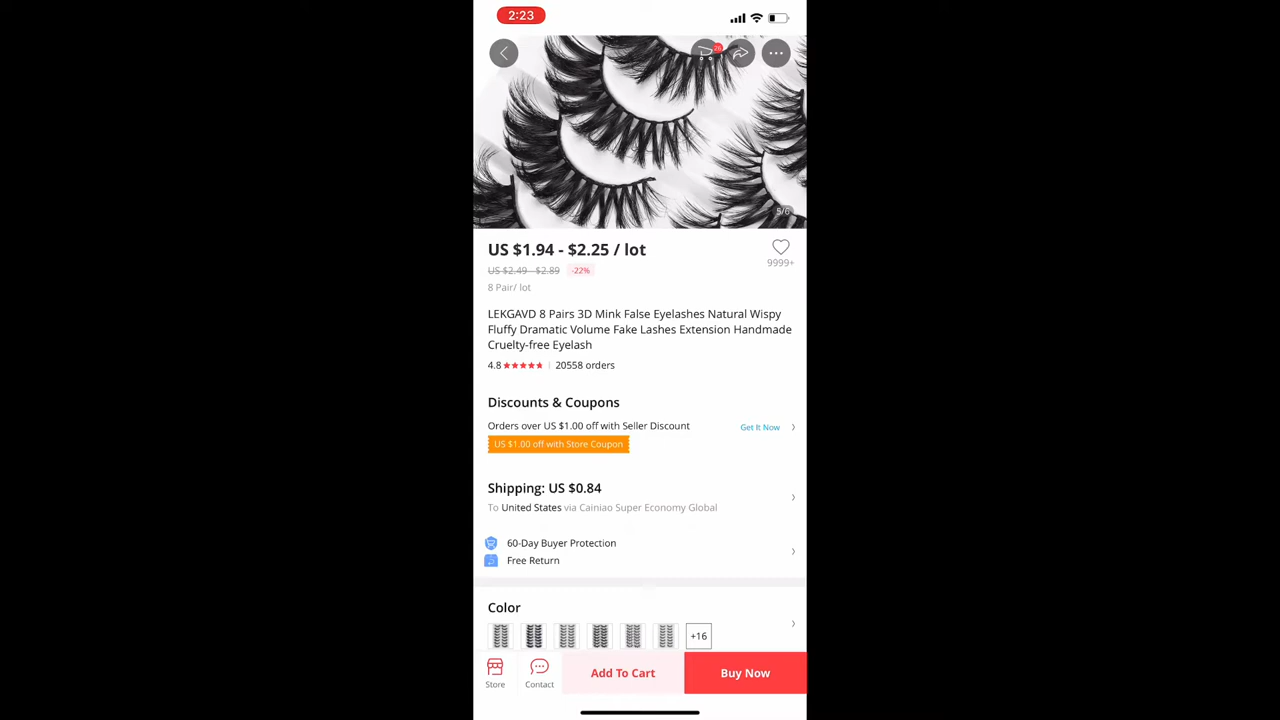 2:23
26
5/6
US $1.94 - $2.25 / lot
9999+
US $2.49 - $2.89 -22%
8 Pair/ lot
LEKGAVD 8 Pairs 3D Mink False Eyelashes Natural Wispy
Fluffy Dramatic Volume Fake Lashes Extension Handmade
Cruelty-free Eyelash
4.8 20558 orders
Discounts & Coupons
Orders over US $1.00 off with Seller Discount Get It Now
US $1.00 off with Store Coupon
Shipping: US $0.84
To United States via Cainiao Super Economy Global
60-Day Buyer Protection
Free Return
Color
+16
Store Contact Add To Cart Buy Now